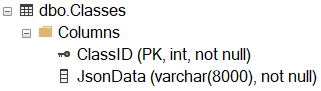 dbo.Classes
Columns
ClassID (PK, int, not null)
JsonData (varchar(8000), not null)